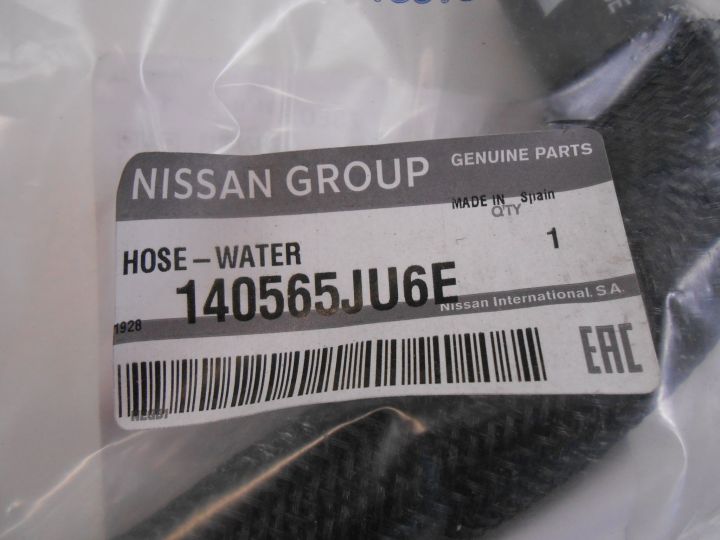 NISSAN GROUP
GENUINE PARTS
MADE IN Spain
QTY
HOSE-WATER
1
140565JU6E
Nissan International. S.A.
1928
EAC